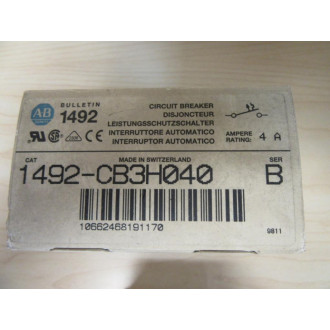 AB
BULLETIN
1492
CIRCUIT BREAKER
DISJONCTEUR
LEISTUNGSSCHUTZSCHALTER
INTERRUTTORE AUTOMATICO
INTERRUPTOR AUTOMATICO
AMPERE
RATING: 4 A
CAT
MADE IN SWITZERLAND
SER
1492-CB3H040
B
10662468191170
9811